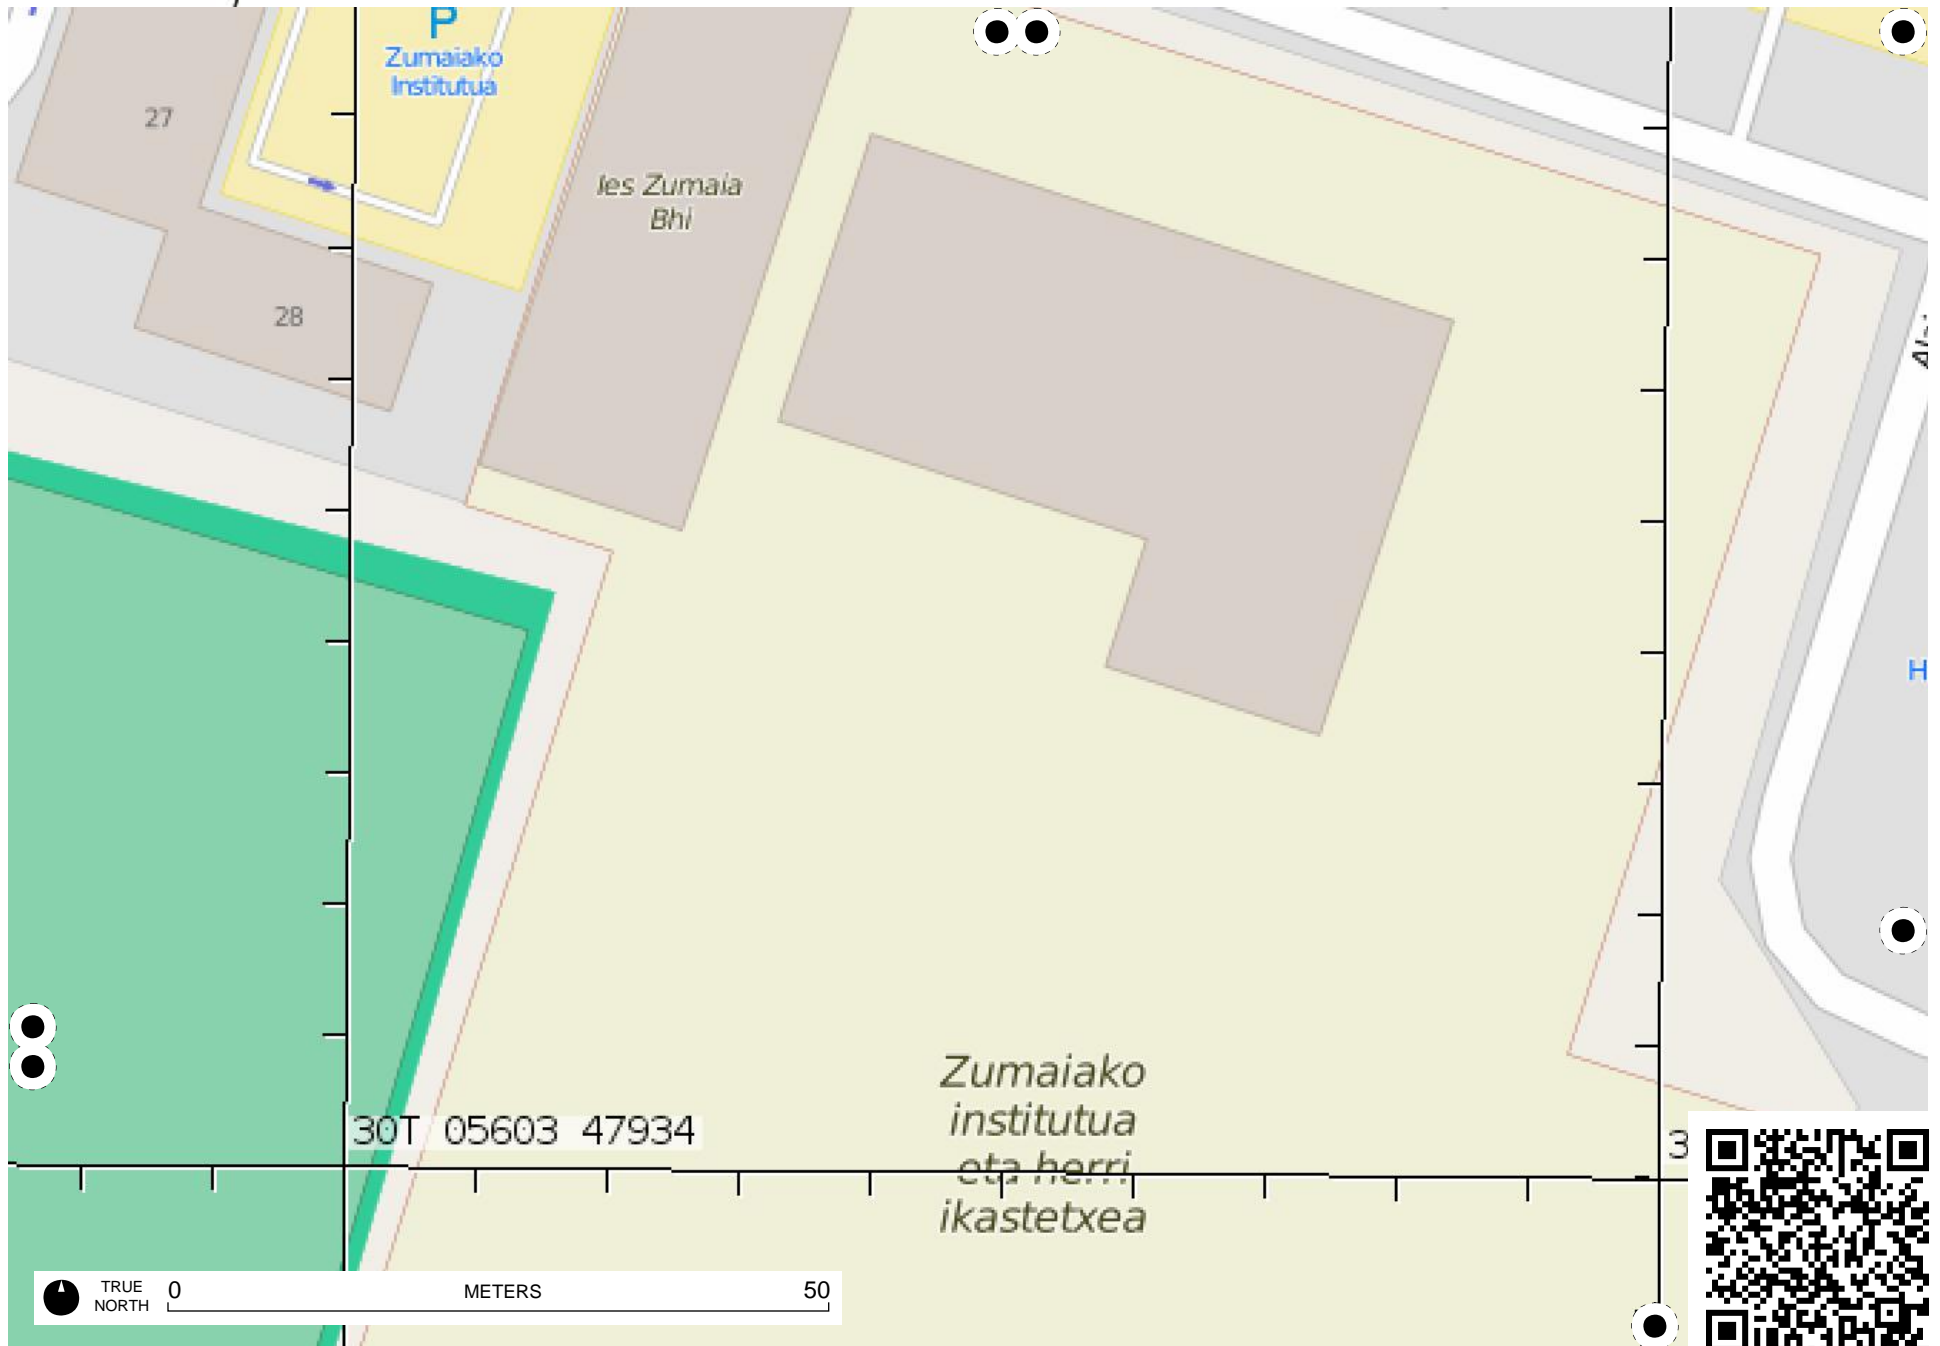 P
Zumaiako
Institutua
27
Ies Zumaia
Bhi
28
H
Zumaiako
institutua
eta herri
ikastetxea
30T 05603 47934
3
TRUE
NORTH
0
METERS
50